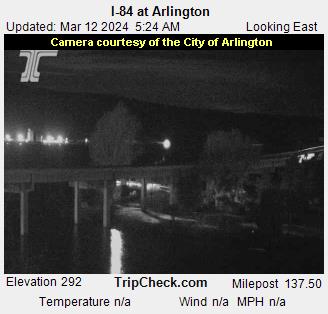 I-84 at Arlington
Updated: Mar 12 2024 5:24 AM Looking East
Camera courtesy of the City of Arlington
Elevation 292 TripCheck.com Milepost 137.50
Temperature n/a Wind n/a MPH n/a